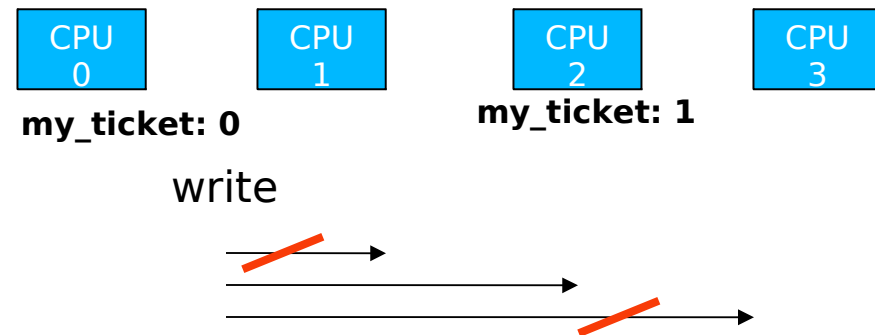 CPU
0
CPU
1
CPU
2
CPU
3
my_ticket: 0
my_ticket: 1
write